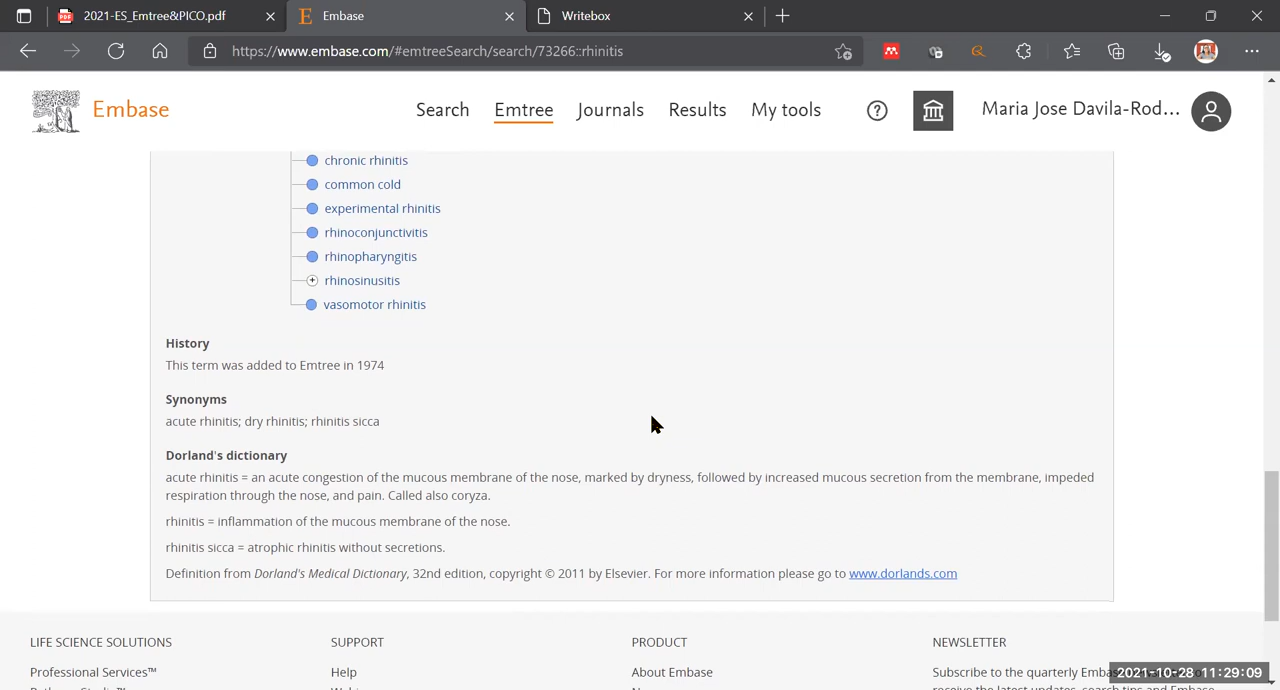 2021-ES_Emtree&PICO.pdf
Embase
Writebox
https://www.embase.com/#emtreeSearch/search/73266::rhinitis
Embase
Search
Emtree
Journals
Results
My tools
Maria Jose Davila-Rod...
chronic rhinitis
common cold
experimental rhinitis
rhinoconjunctivitis
rhinopharyngitis
rhinosinusitis
vasomotor rhinitis
History
This term was added to Emtree in 1974
Synonyms
acute rhinitis; dry rhinitis; rhinitis sicca
Dorland's dictionary
acute rhinitis = an acute congestion of the mucous membrane of the nose, marked by dryness, followed by increased mucous secretion from the membrane, impeded
respiration through the nose, and pain. Called also coryza.
rhinitis = inflammation of the mucous membrane of the nose.
rhinitis sicca = atrophic rhinitis without secretions.
Definition from Dorland's Medical Dictionary, 32nd edition, copyright © 2011 by Elsevier. For more information please go to www.dorlands.com
LIFE SCIENCE SOLUTIONS
SUPPORT
PRODUCT
NEWSLETTER
Professional Services™
Help
About Embase
Subscribe to the quarterly
2021-10-28 11:29:09